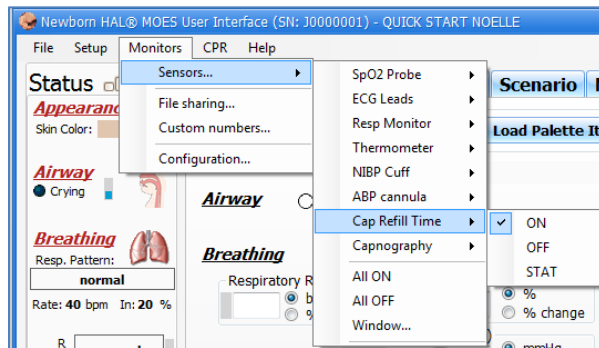 Newborn HAL® MOES User Interface (SN: J0000001) - QUICK START NOELLE
File Setup Monitors CPR Help
Status
Appearan
Skin Color:
Airway
Crying
Breathing
Resp. Pattern:
normal
Rate: 40 bpm In: 20 %
R
Sensors...
File sharing...
Custom numbers...
Configuration...
Airway
Breathing
Respiratory R
b
%
SpO2 Probe
ECG Leads
Resp Monitor
Thermometer
NIBP Cuff
ABP cannula
Cap Refill Time
Capnography
All ON
All OFF
Window...
ON
OFF
STAT
Scenario
Load Palette It
%
% change
mmHg